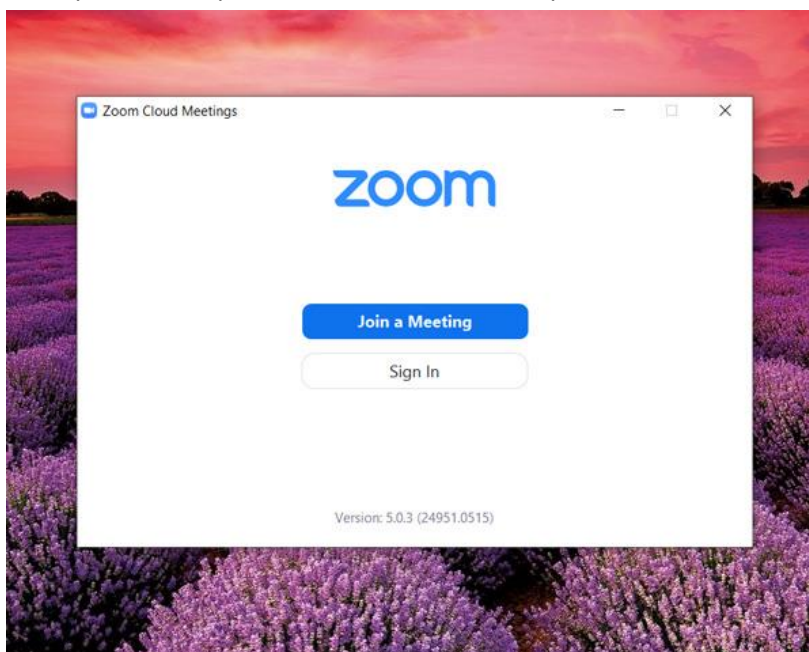 Zoom Cloud Meetings
zoom
Join a Meeting
Sign In
Version: 5.0.3 (24951.0515)